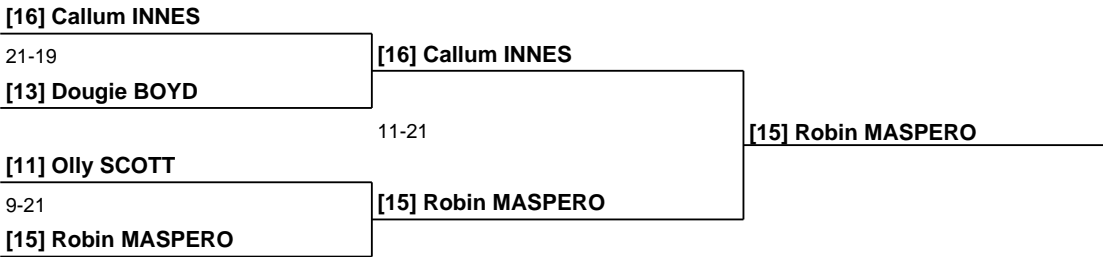 [16] Callum INNES
21-19
[16] Callum INNES
[13] Dougie BOYD
11-21
[15] Robin MASPERO
[11] Olly SCOTT
9-21
[15] Robin MASPERO
[15] Robin MASPERO